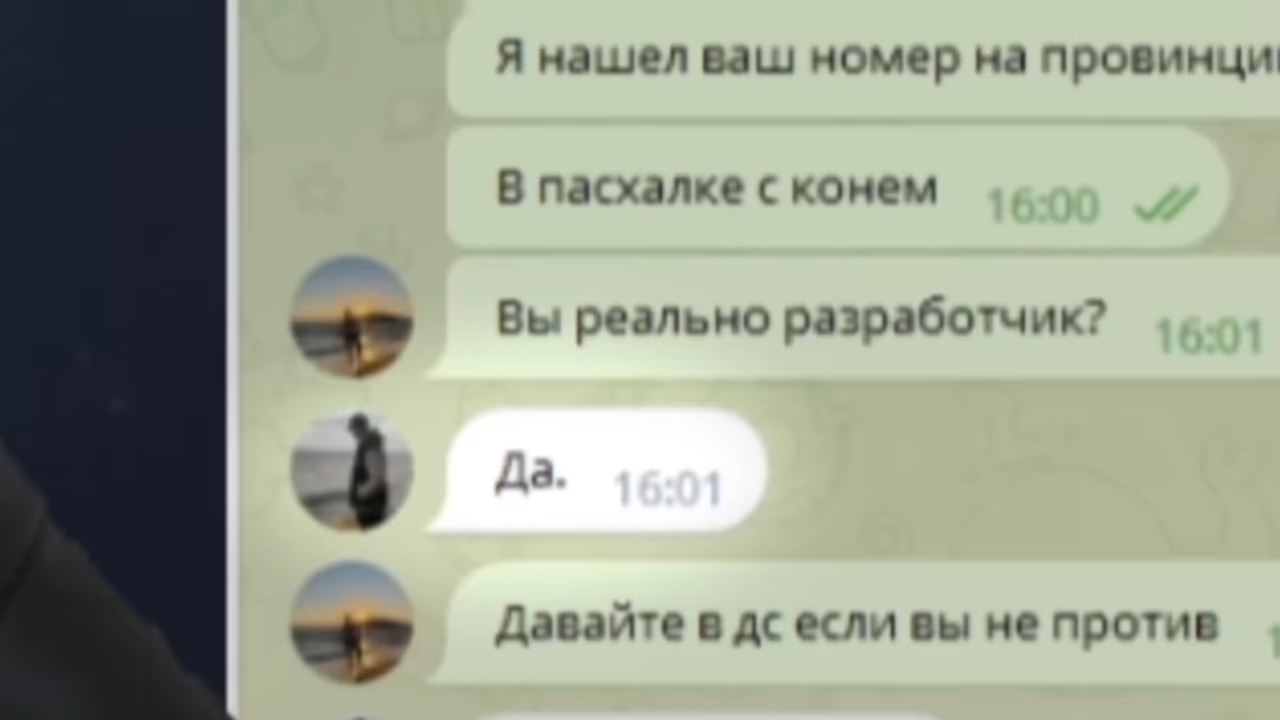 Я нашел ваш номер на
В пасхалке с конем 16:00
Вы реально разработчик? 16:01
Да. 16:01
Давайте в дс если вы не против